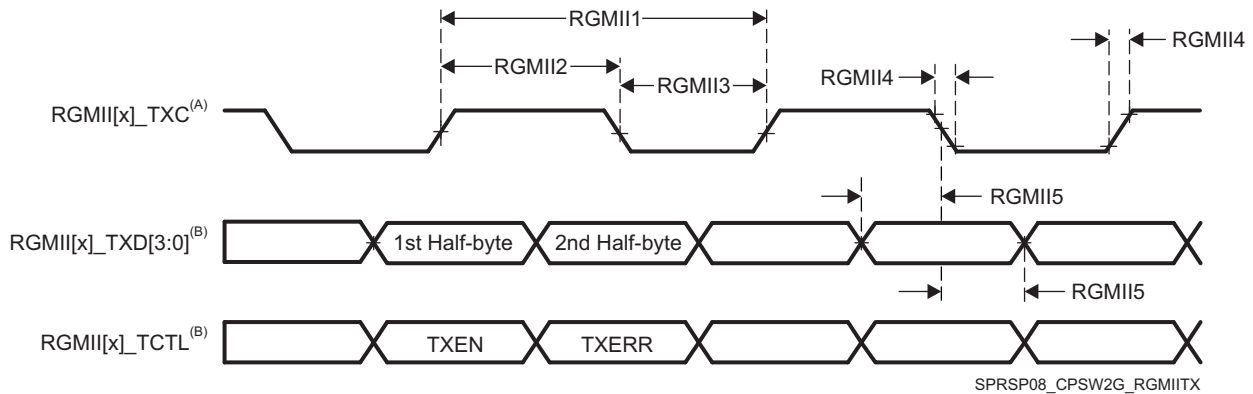 RGMII1
RGMII4
RGMII2
RGMII4
RGMII3
RGMII[x]_TXC(A)
RGMII5
RGMII[x]_TXD[3:0](B)
1st Half-byte
2nd Half-byte
RGMII5
RGMII[x]_TCTL(B)
TXEN
TXERR
SPRSP08_CPSW2G_RGMIITX